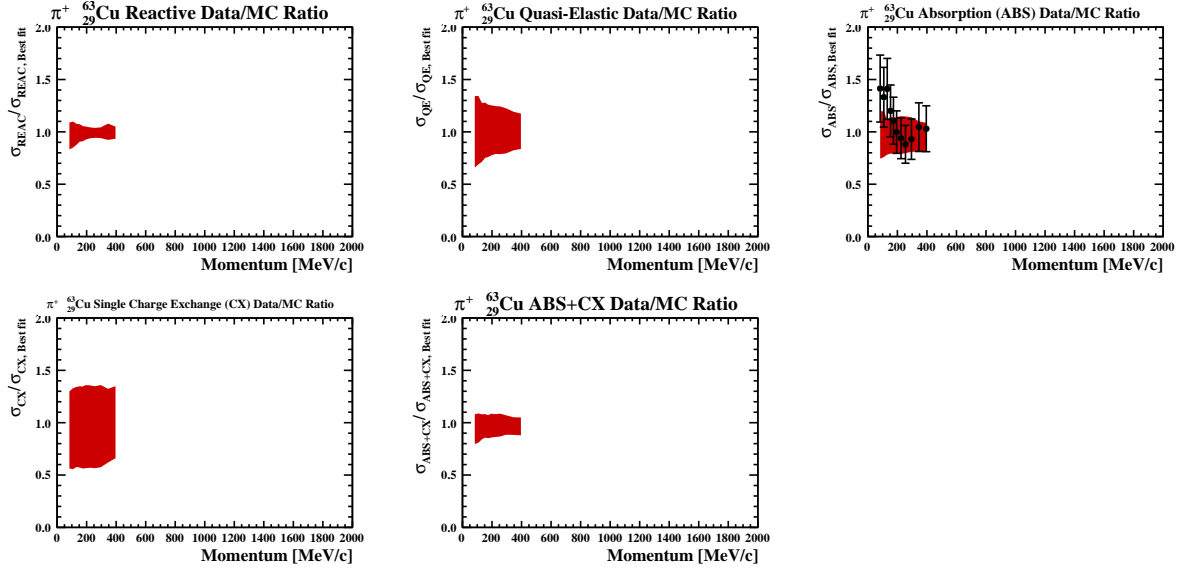 π⁺ ⁶³₂₉Cu Reactive Data/MC Ratio
σREAC/σREAC, Best fit
2.0
1.5
1.0
0.5
0.0
0 200 400 600 800 1000 1200 1400 1600 1800 2000
Momentum [MeV/c]
π⁺ ⁶³₂₉Cu Quasi-Elastic Data/MC Ratio
σQE/σQE, Best fit
2.0
1.5
1.0
0.5
0.0
0 200 400 600 800 1000 1200 1400 1600 1800 2000
Momentum [MeV/c]
π⁺ ⁶³₂₉Cu Absorption (ABS) Data/MC Ratio
σABS/σABS, Best fit
2.0
1.5
1.0
0.5
0.0
0 200 400 600 800 1000 1200 1400 1600 1800 2000
Momentum [MeV/c]
π⁺ ⁶³₂₉Cu Single Charge Exchange (CX) Data/MC Ratio
σCX/σCX, Best fit
2.0
1.5
1.0
0.5
0.0
0 200 400 600 800 1000 1200 1400 1600 1800 2000
Momentum [MeV/c]
π⁺ ⁶³₂₉Cu ABS+CX Data/MC Ratio
σABS+CX/σABS+CX, Best fit
2.0
1.5
1.0
0.5
0.0
0 200 400 600 800 1000 1200 1400 1600 1800 2000
Momentum [MeV/c]